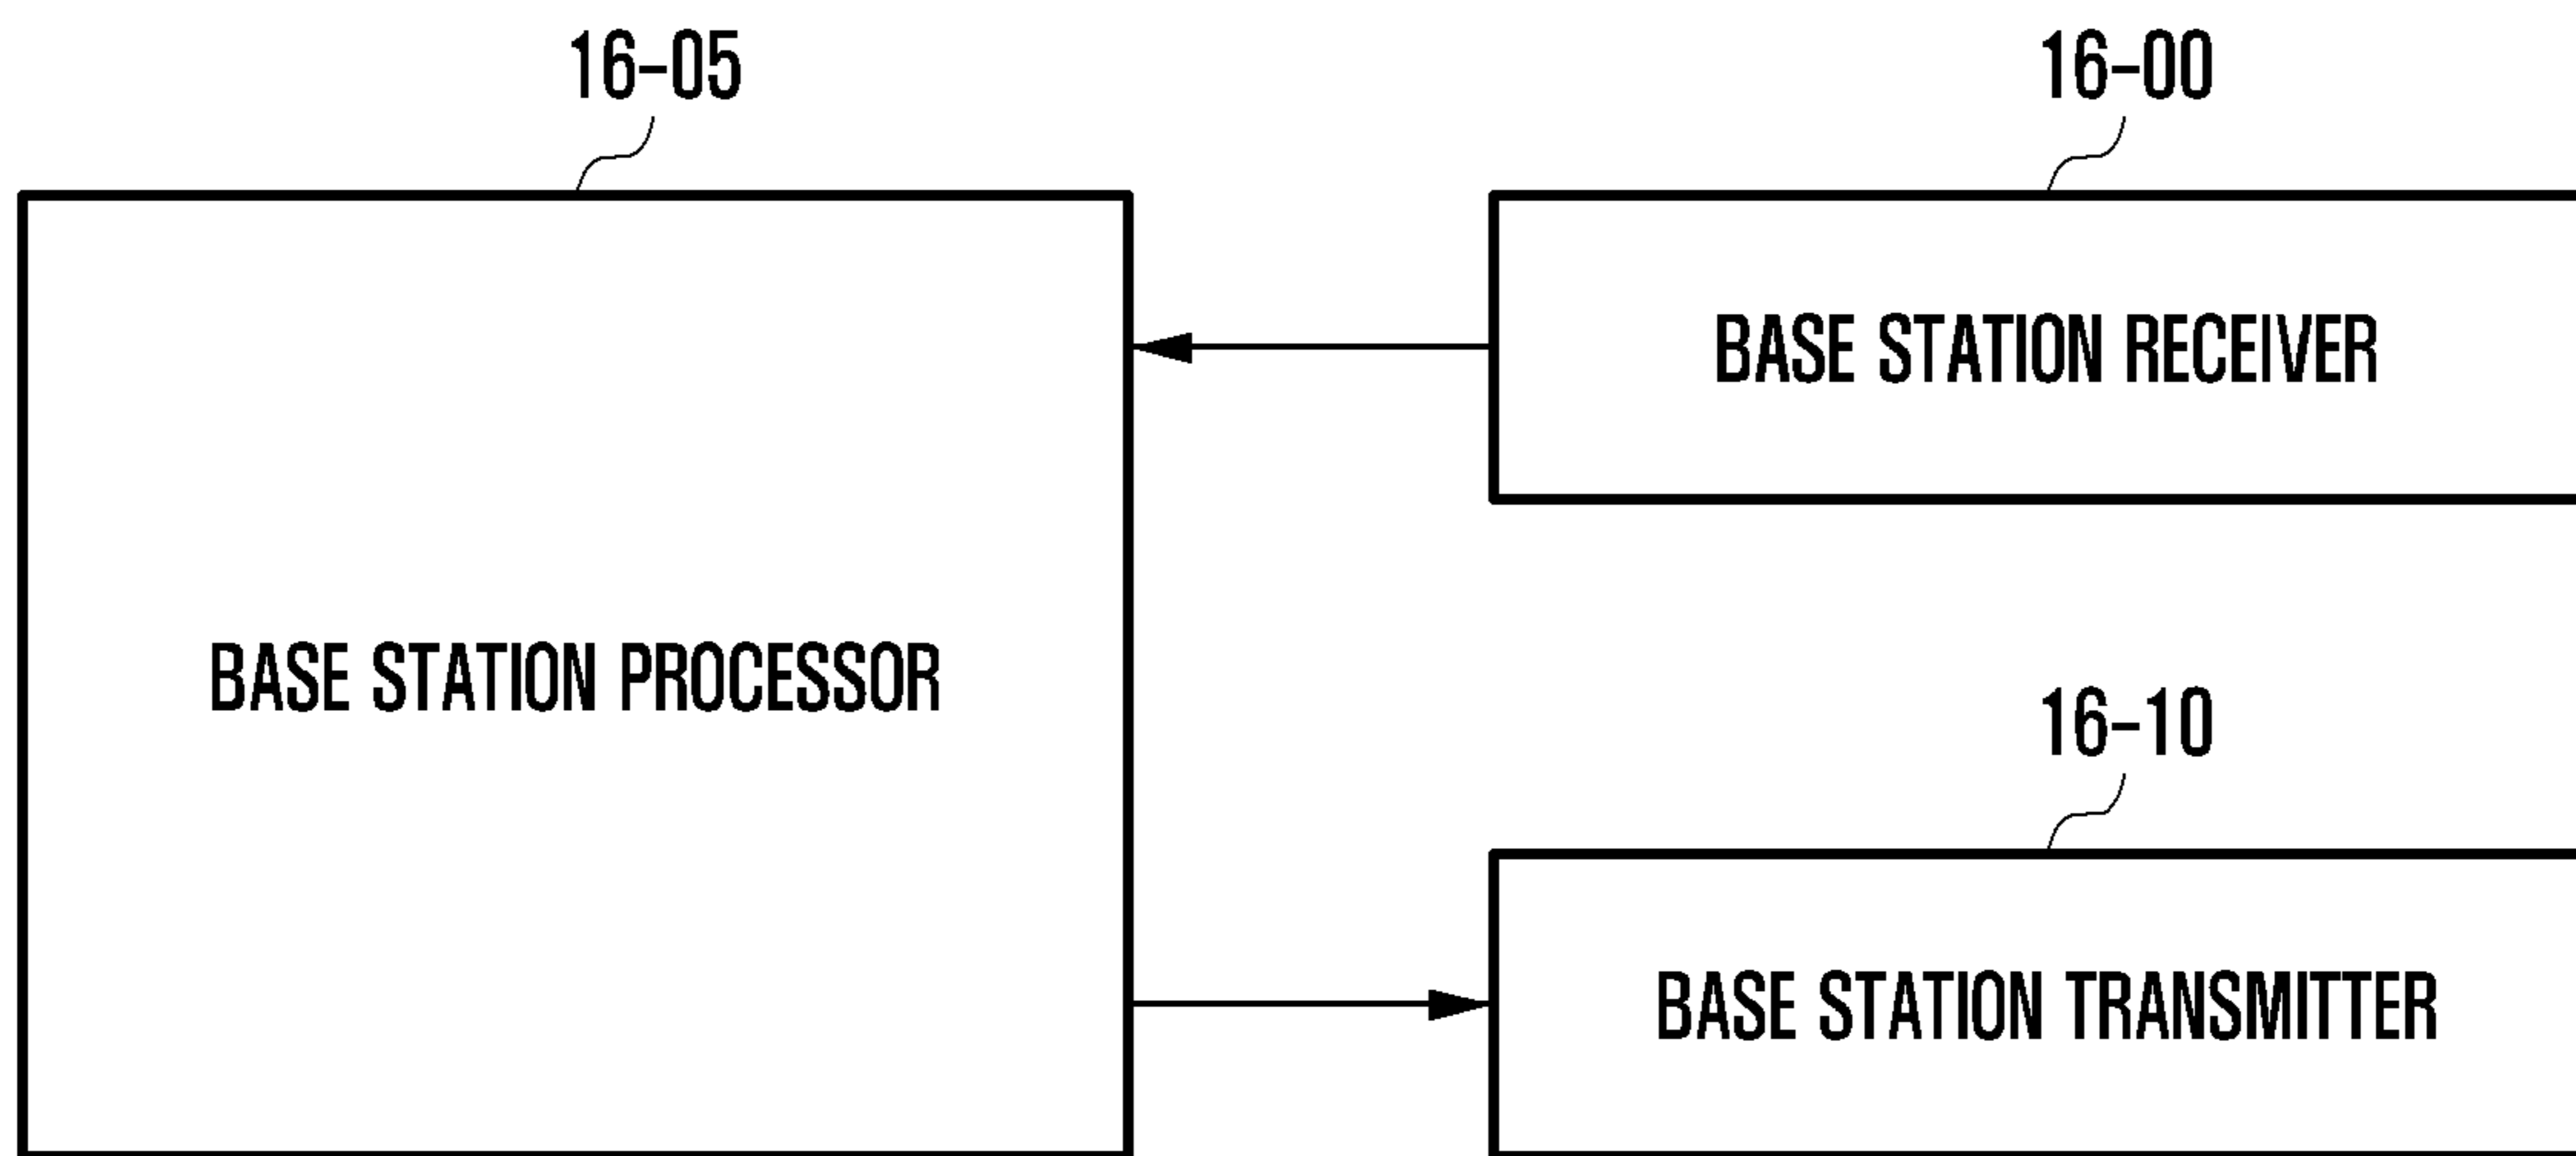 16-05
16-00
BASE STATION RECEIVER
BASE STATION PROCESSOR
16-10
BASE STATION TRANSMITTER